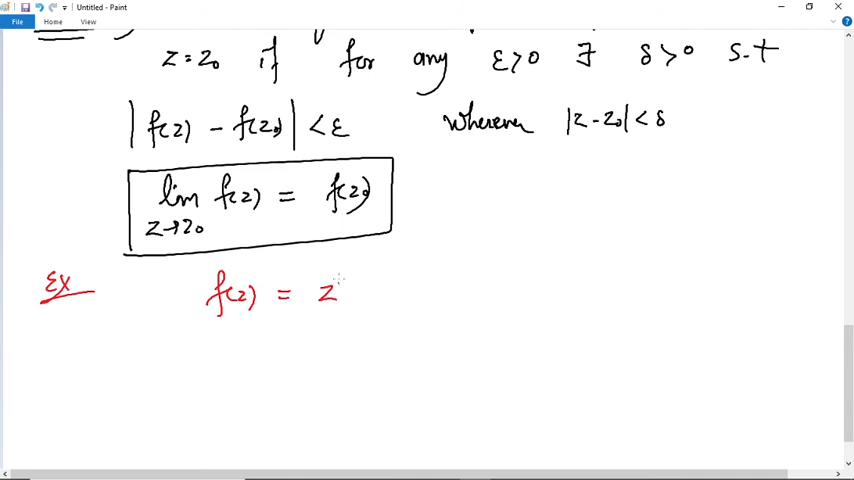 Untitled - Paint
File Home View
z = z₀ if for any ε>0 ∃ δ>0 s.t
|f(z) - f(z₀)| < ε whenever |z-z₀| < δ
lim f(z) = f(z₀)
z→z₀
Ex f(z) = z